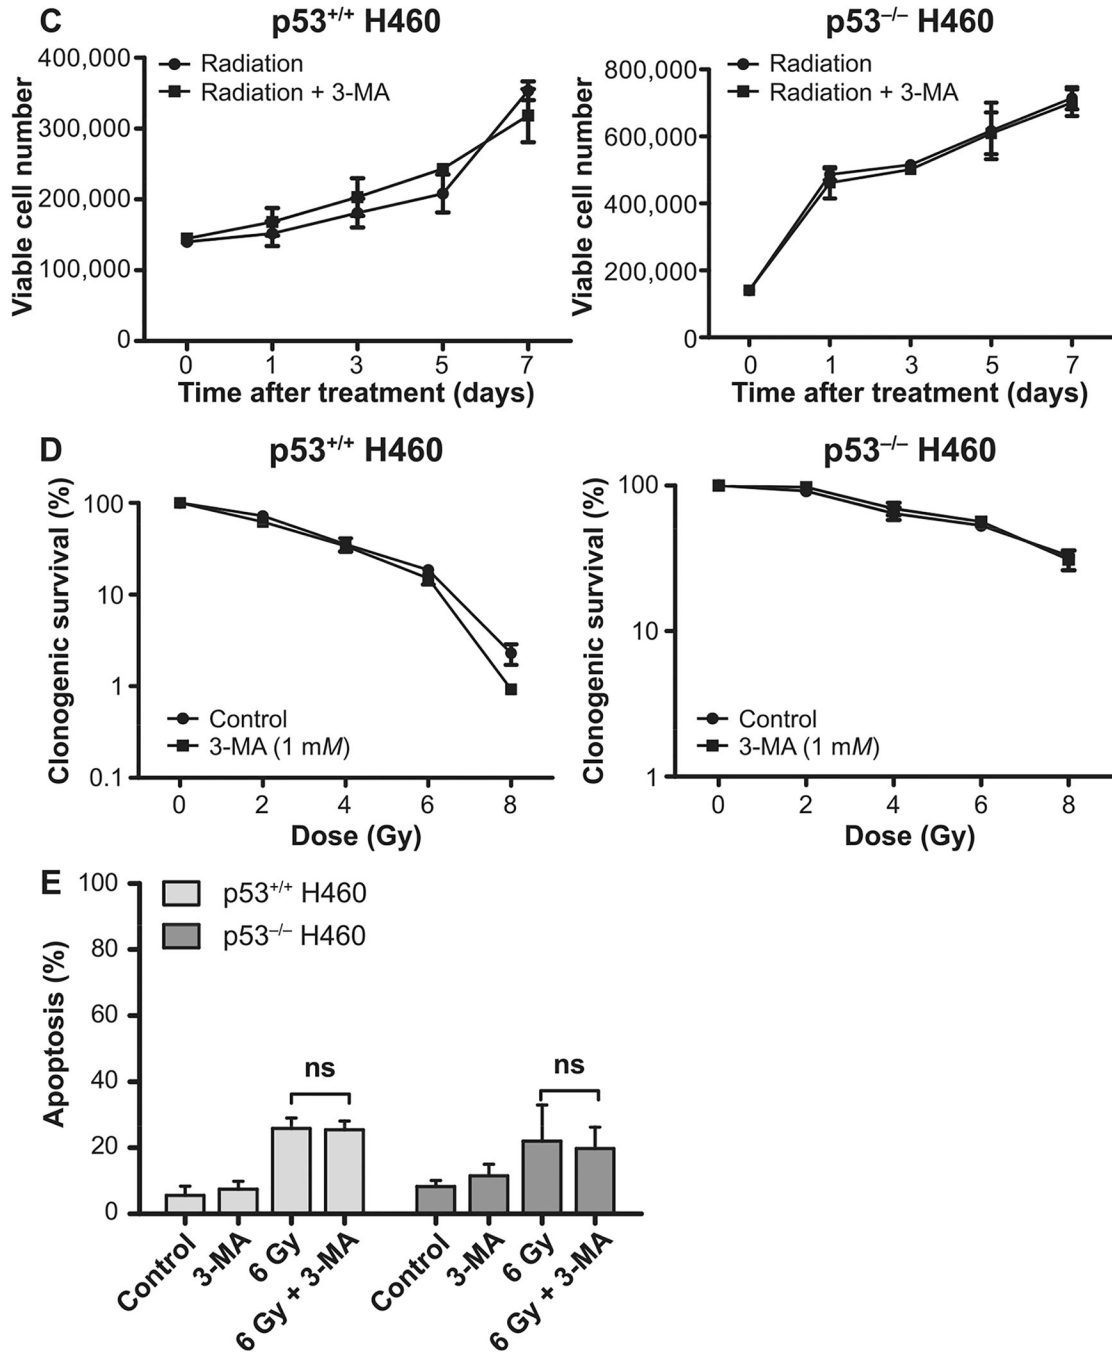 C
p53+/+ H460
p53–/– H460
Viable cell number
400,000
300,000
200,000
100,000
0
Radiation
Radiation + 3-MA
0 1 3 5 7
Time after treatment (days)
Viable cell number
800,000
600,000
400,000
200,000
0
Radiation
Radiation + 3-MA
0 1 3 5 7
Time after treatment (days)
D
p53+/+ H460
p53–/– H460
Clonogenic survival (%)
100
10
1
0.1
Control
3-MA (1 mM)
0 2 4 6 8
Dose (Gy)
Clonogenic survival (%)
100
10
1
Control
3-MA (1 mM)
0 2 4 6 8
Dose (Gy)
E
Apoptosis (%)
100
80
60
40
20
0
p53+/+ H460
p53–/– H460
ns
ns
Control
3-MA
6 Gy
6 Gy + 3-MA
Control
3-MA
6 Gy
6 Gy + 3-MA